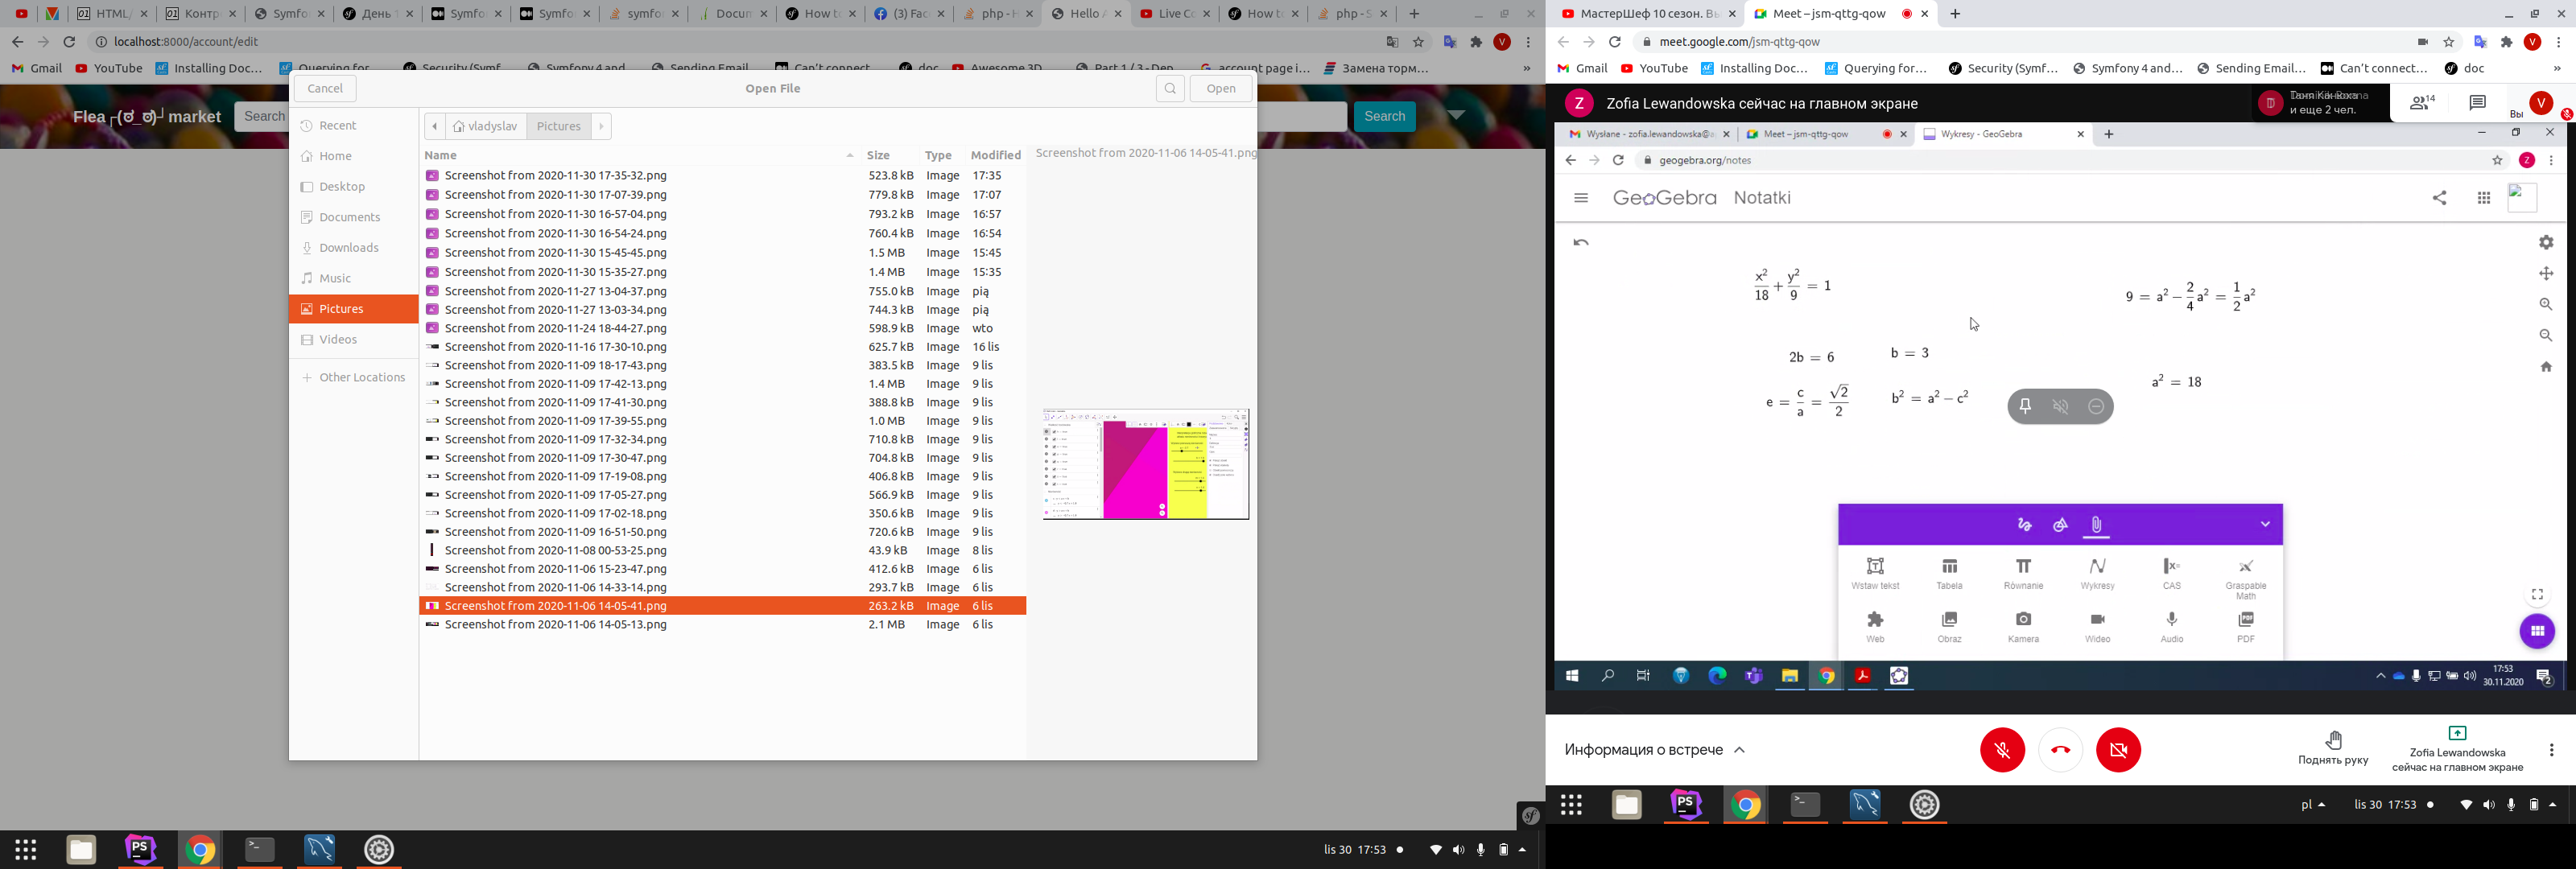 HTML/
Контр
Symfo
День
Symfo
Symfo
symfor
Docun
How to
(3) Fac
php - H
Hello A
Live Co
How to
php - S
localhost:8000/account/edit
Gmail
YouTube
Installing Doc...
Querying for...
Security (Symf...
Symfony 4 and...
Sending Email...
Can't connect...
doc
Awesome 3D
Part 1 / 3 - Dep
account page i...
Замена торм...
Flea
market
Search
Search
Cancel
Open File
Open
Recent
Home
Desktop
Documents
Downloads
Music
Pictures
Videos
Other Locations
vladyslav
Pictures
Name Size Type Modified
Screenshot from 2020-11-30 17-35-32.png 523.8 kB Image 17:35
Screenshot from 2020-11-30 17-07-39.png 779.8 kB Image 17:07
Screenshot from 2020-11-30 16-57-04.png 793.2 kB Image 16:57
Screenshot from 2020-11-30 16-54-24.png 760.4 kB Image 16:54
Screenshot from 2020-11-30 15-45-45.png 1.5 MB Image 15:45
Screenshot from 2020-11-30 15-35-27.png 1.4 MB Image 15:35
Screenshot from 2020-11-27 13-04-37.png 755.0 kB Image pią
Screenshot from 2020-11-27 13-03-34.png 744.3 kB Image pią
Screenshot from 2020-11-24 18-44-27.png 598.9 kB Image wto
Screenshot from 2020-11-16 17-30-10.png 625.7 kB Image 16 lis
Screenshot from 2020-11-09 18-17-43.png 383.5 kB Image 9 lis
Screenshot from 2020-11-09 17-42-13.png 1.4 MB Image 9 lis
Screenshot from 2020-11-09 17-41-30.png 388.8 kB Image 9 lis
Screenshot from 2020-11-09 17-39-55.png 1.0 MB Image 9 lis
Screenshot from 2020-11-09 17-32-34.png 710.8 kB Image 9 lis
Screenshot from 2020-11-09 17-30-47.png 704.8 kB Image 9 lis
Screenshot from 2020-11-09 17-19-08.png 406.8 kB Image 9 lis
Screenshot from 2020-11-09 17-05-27.png 566.9 kB Image 9 lis
Screenshot from 2020-11-09 17-02-18.png 350.6 kB Image 9 lis
Screenshot from 2020-11-09 16-51-50.png 720.6 kB Image 9 lis
Screenshot from 2020-11-08 00-53-25.png 43.9 kB Image 8 lis
Screenshot from 2020-11-06 15-23-47.png 412.6 kB Image 6 lis
Screenshot from 2020-11-06 14-33-14.png 293.7 kB Image 6 lis
Screenshot from 2020-11-06 14-05-41.png 263.2 kB Image 6 lis
Screenshot from 2020-11-06 14-05-13.png 2.1 MB Image 6 lis
Screenshot from 2020-11-06 14-05-41.png
lis 30 17:53
МастерШеф 10 сезон. Вы
Meet – jsm-qttg-qow
meet.google.com/jsm-qttg-qow
Gmail
YouTube
Installing Doc...
Querying for...
Security (Symf...
Symfony 4 and...
Sending Email...
Can't connect...
doc
Z Zofia Lewandowska сейчас на главном экране
и еще 2 чел.
14
Вы
V
Wysłane - zofia.lewandowska@a
Meet – jsm-qttg-qow
Wykresy - GeoGebra
geogebra.org/notes
GeoGebra Notatki
x²/18 + y²/9 = 1
9 = a² − 2/4 a² = 1/2 a²
2b = 6
b = 3
a² = 18
e = c/a = √2/2
b² = a² − c²
Wstaw tekst
Tabela
Równanie
Wykresy
CAS
Graspable Math
Web
Obraz
Kamera
Wideo
Audio
PDF
17:53
30.11.2020
Информация о встрече
Поднять руку
Zofia Lewandowska
сейчас на главном экране
pl
lis 30 17:53